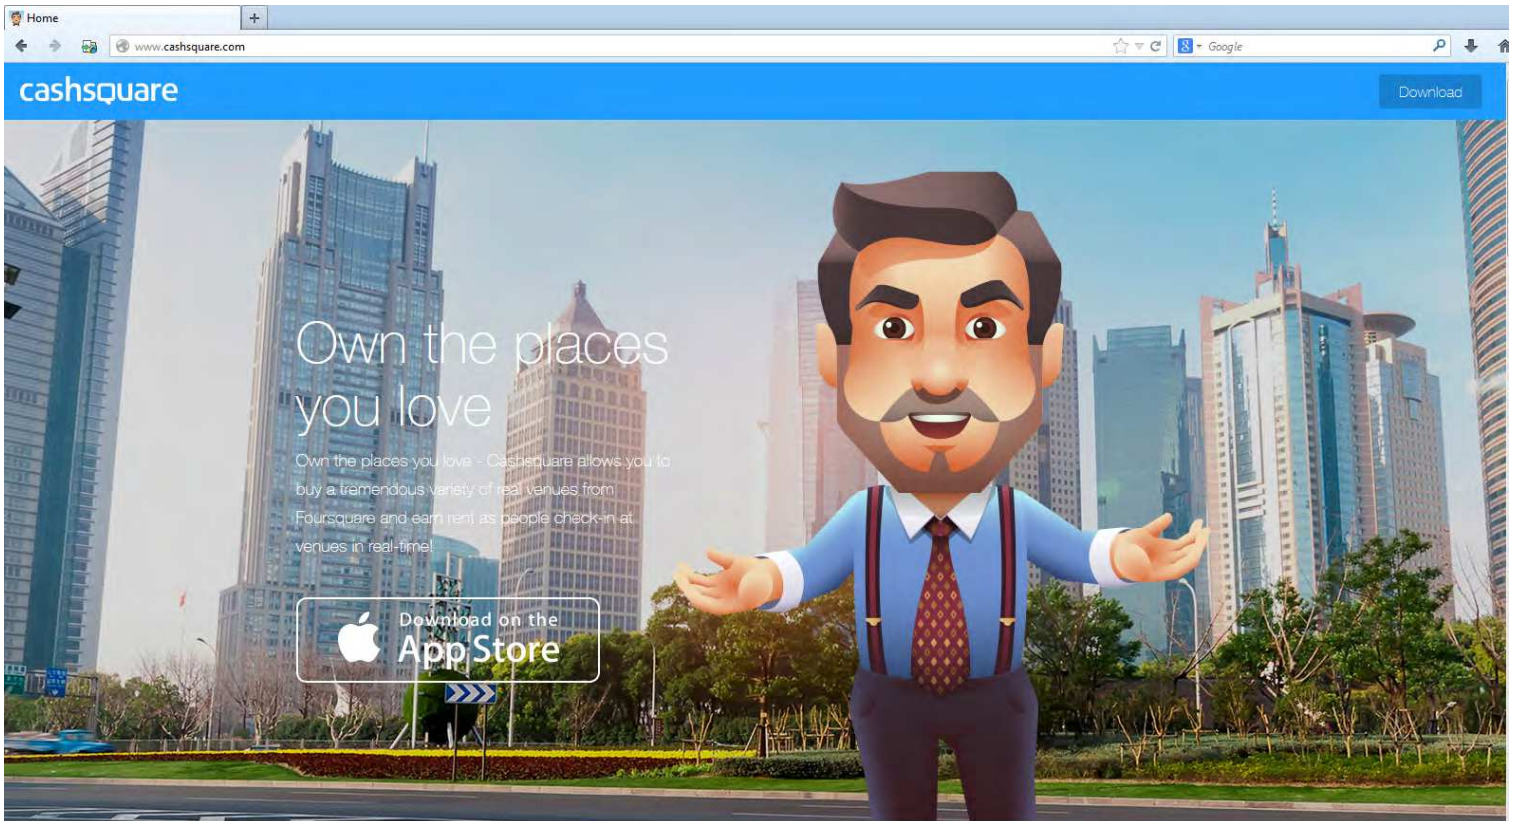 Home
+
www.cashsquare.com
8
Google
cashsquare
Download
Own the places
you love
Own the places you love - Cashsquare allows you to
buy a tremendous variety of real venues from
Foursquare and earn rent as people check-in at
venues in real-time!
Download on the
App Store